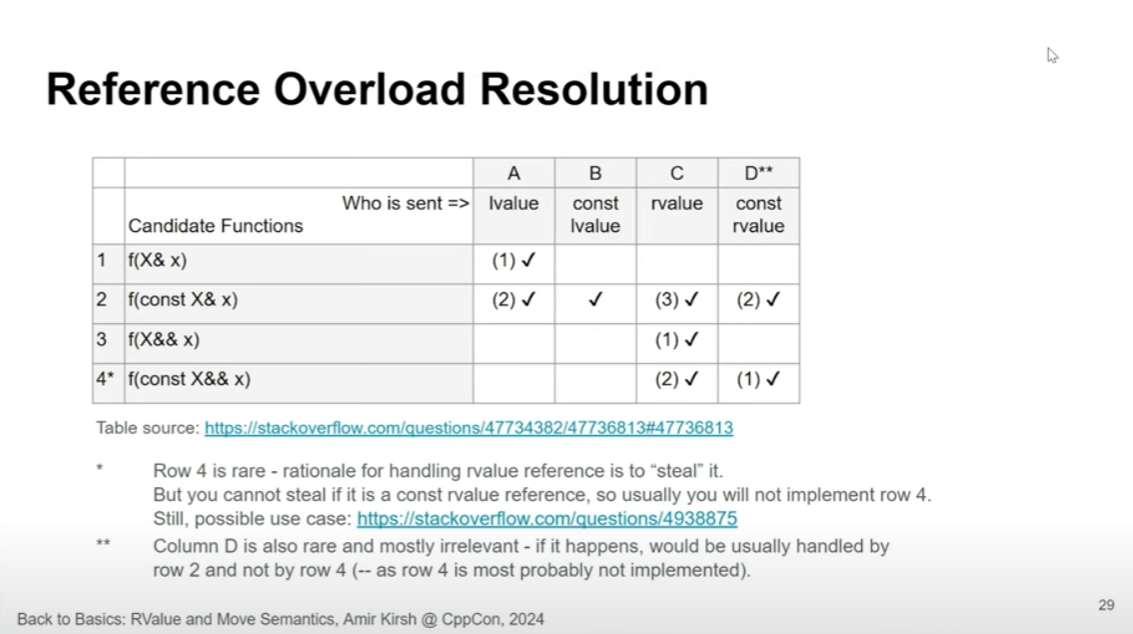 Reference Overload Resolution
A B C D**
Who is sent => lvalue const lvalue rvalue const rvalue
Candidate Functions
1 f(X& x) (1) ✓
2 f(const X& x) (2) ✓ ✓ (3) ✓ (2) ✓
3 f(X&& x) (1) ✓
4* f(const X&& x) (2) ✓ (1) ✓
Table source: https://stackoverflow.com/questions/47734382/47736813#47736813
* Row 4 is rare - rationale for handling rvalue reference is to “steal” it.
But you cannot steal if it is a const rvalue reference, so usually you will not implement row 4.
Still, possible use case: https://stackoverflow.com/questions/4938875
** Column D is also rare and mostly irrelevant - if it happens, would be usually handled by
row 2 and not by row 4 (-- as row 4 is most probably not implemented).
29
Back to Basics: RValue and Move Semantics, Amir Kirsh @ CppCon, 2024